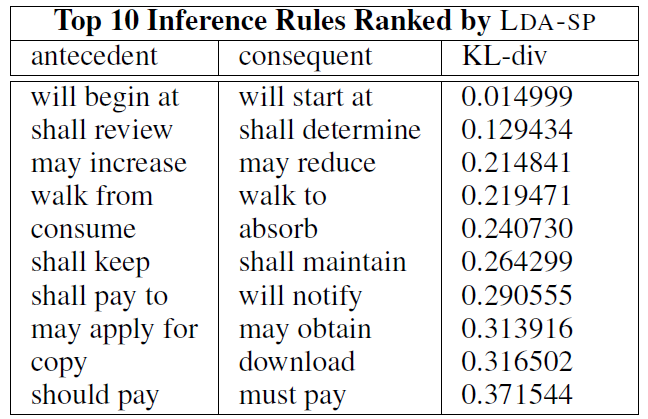 Top 10 Inference Rules Ranked by LDA-SP
antecedent consequent KL-div
will begin at will start at 0.014999
shall review shall determine 0.129434
may increase may reduce 0.214841
walk from walk to 0.219471
consume absorb 0.240730
shall keep shall maintain 0.264299
shall pay to will notify 0.290555
may apply for may obtain 0.313916
copy download 0.316502
should pay must pay 0.371544